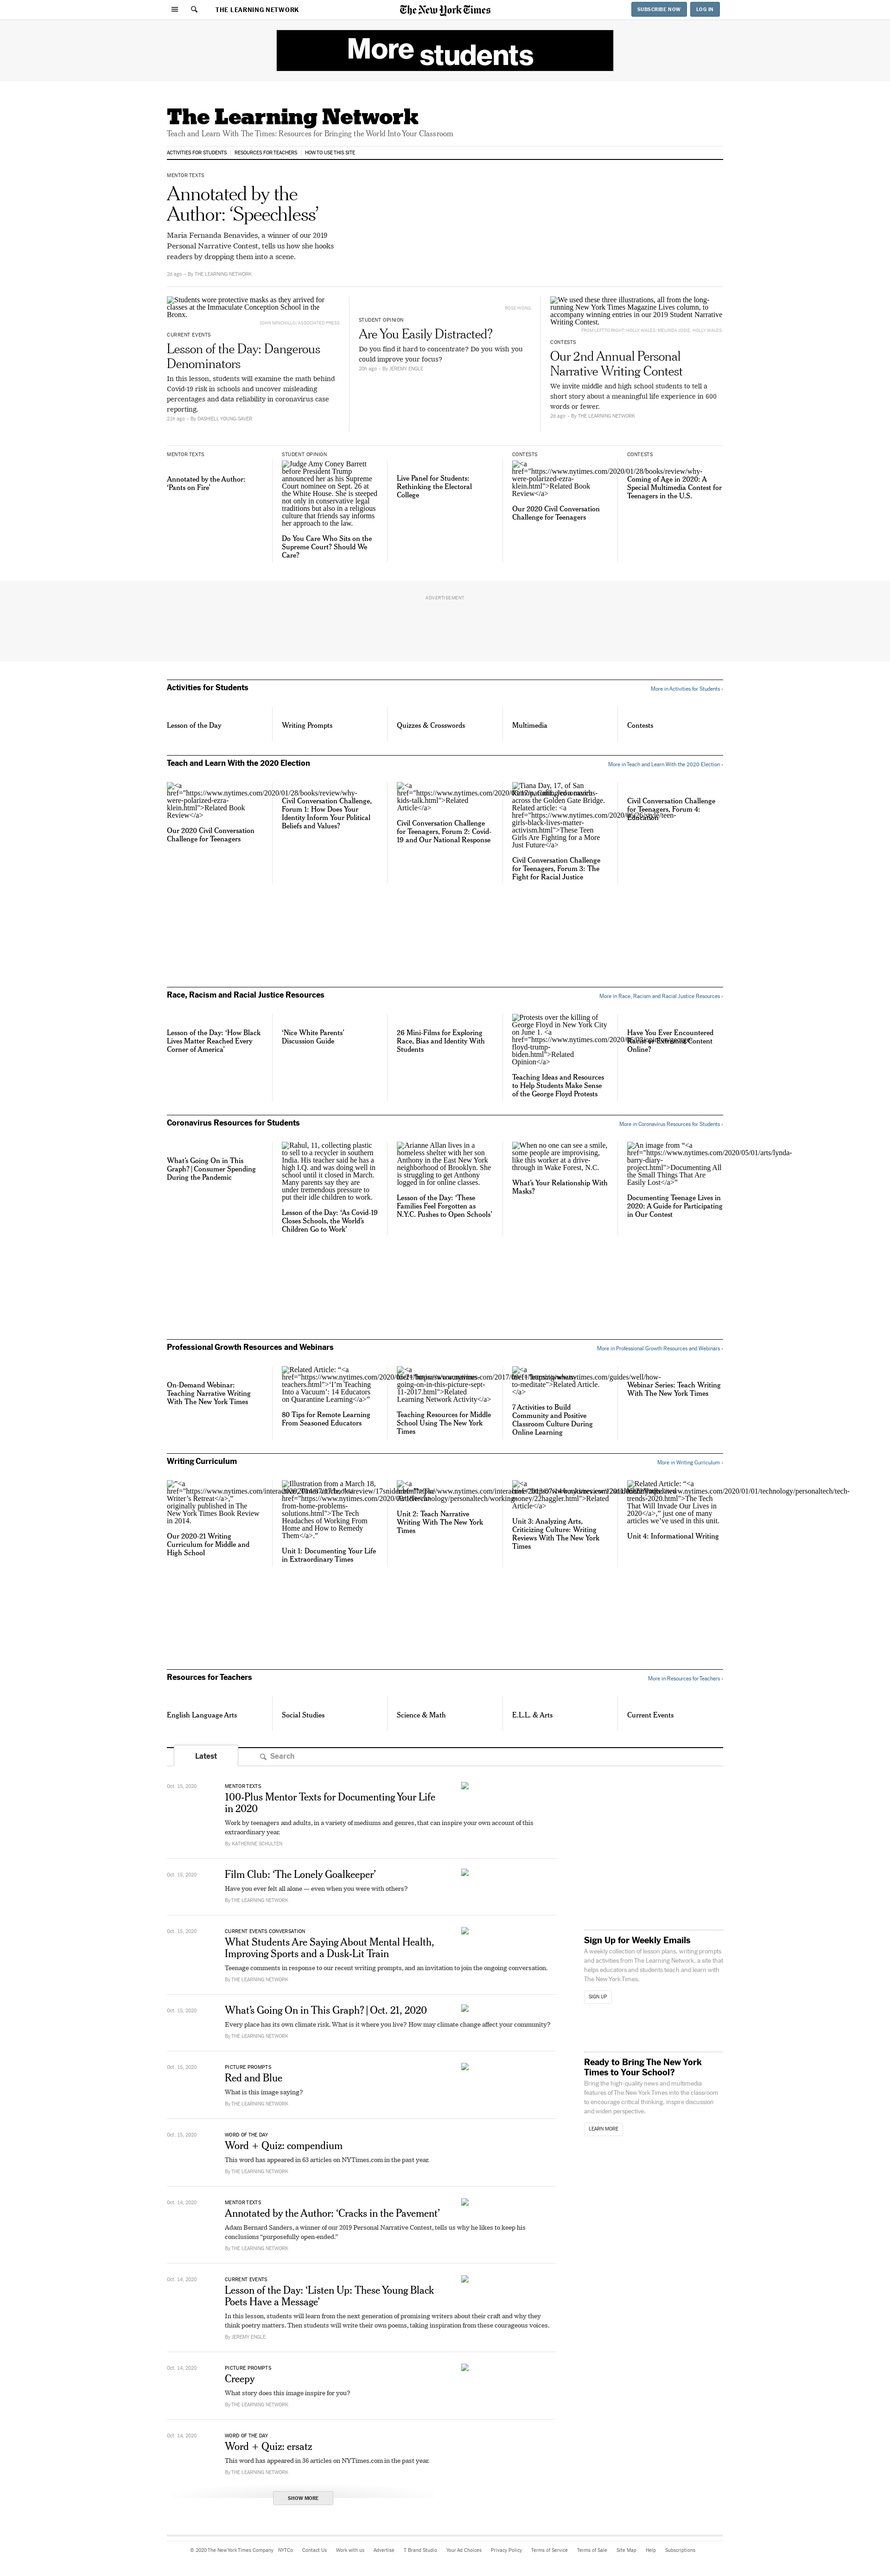 THE LEARNING NETWORK
The New York Times
SUBSCRIBE NOW
LOG IN
More students
The Learning Network
Teach and Learn With The Times: Resources for Bringing the World Into Your Classroom
ACTIVITIES FOR STUDENTS | RESOURCES FOR TEACHERS | HOW TO USE THIS SITE
MENTOR TEXTS
Annotated by the
Author: ‘Speechless’
Maria Fernanda Benavides, a winner of our 2019
Personal Narrative Contest, tells us how she hooks
readers by dropping them into a scene.
2d ago - By THE LEARNING NETWORK
Students wore protective masks as they arrived for
classes at the Immaculate Conception School in the
Bronx.
JOHN MINCHILLO/ASSOCIATED PRESS
CURRENT EVENTS
Lesson of the Day: Dangerous
Denominators
In this lesson, students will examine the math behind
Covid-19 risk in schools and uncover misleading
percentages and data reliability in coronavirus case
reporting.
21h ago - By DASHIELL YOUNG-SAVER
ROSE WONG
STUDENT OPINION
Are You Easily Distracted?
Do you find it hard to concentrate? Do you wish you
could improve your focus?
20h ago - By JEREMY ENGLE
We used these three illustrations, all from the long-
running New York Times Magazine Lives column, to
accompany winning entries in our 2019 Student Narrative
Writing Contest.
FROM LEFT TO RIGHT: HOLLY WALES; MELINDA JOSIE; HOLLY WALES
CONTESTS
Our 2nd Annual Personal
Narrative Writing Contest
We invite middle and high school students to tell a
short story about a meaningful life experience in 600
words or fewer.
2d ago - By THE LEARNING NETWORK
MENTOR TEXTS
Annotated by the Author:
‘Pants on Fire’
STUDENT OPINION
Judge Amy Coney Barrett
before President Trump
announced her as his Supreme
Court nominee on Sept. 26 at
the White House. She is steeped
not only in conservative legal
traditions but also in a religious
culture that friends say informs
her approach to the law.
Do You Care Who Sits on the
Supreme Court? Should We
Care?
Live Panel for Students:
Rethinking the Electoral
College
CONTESTS
<a
href="https://www.nytimes.com/2020/01/28/books/review/why-
were-polarized-ezra-
klein.html">Related Book
Review</a>
Our 2020 Civil Conversation
Challenge for Teenagers
CONTESTS
Coming of Age in 2020: A
Special Multimedia Contest for
Teenagers in the U.S.
ADVERTISEMENT
Activities for Students
More in Activities for Students ›
Lesson of the Day
Writing Prompts
Quizzes & Crosswords
Multimedia
Contests
Teach and Learn With the 2020 Election
More in Teach and Learn With the 2020 Election ›
<a
href="https://www.nytimes.com/2020/01/28/books/review/why-
were-polarized-ezra-
klein.html">Related Book
Review</a>
Our 2020 Civil Conversation
Challenge for Teenagers
Civil Conversation Challenge,
Forum 1: How Does Your
Identity Inform Your Political
Beliefs and Values?
<a
kids-talk.html">Related
Article</a>
Civil Conversation Challenge
for Teenagers, Forum 2: Covid-
19 and Our National Response
Tiana Day, 17, of San
across the Golden Gate Bridge.
Related article: <a
girls-black-lives-matter-
activism.html">These Teen
Girls Are Fighting for a More
Just Future</a>
Civil Conversation Challenge
for Teenagers, Forum 3: The
Fight for Racial Justice
Civil Conversation Challenge
for Teenagers, Forum 4:
Education
Race, Racism and Racial Justice Resources
More in Race, Racism and Racial Justice Resources ›
Lesson of the Day: ‘How Black
Lives Matter Reached Every
Corner of America’
‘Nice White Parents’
Discussion Guide
26 Mini-Films for Exploring
Race, Bias and Identity With
Students
Protests over the killing of
George Floyd in New York City
on June 1. <a
floyd-trump-
biden.html">Related
Opinion</a>
Teaching Ideas and Resources
to Help Students Make Sense
of the George Floyd Protests
Have You Ever Encountered
Racist or Extremist Content
Online?
Coronavirus Resources for Students
More in Coronavirus Resources for Students ›
What’s Going On in This
Graph? | Consumer Spending
During the Pandemic
Rahul, 11, collecting plastic
to sell to a recycler in southern
India. His teacher said he has a
high I.Q. and was doing well in
school until it closed in March.
Many parents say they are
under tremendous pressure to
put their idle children to work.
Lesson of the Day: ‘As Covid-19
Closes Schools, the World’s
Children Go to Work’
Arianne Allan lives in a
homeless shelter with her son
Anthony in the East New York
neighborhood of Brooklyn. She
is struggling to get Anthony
logged in for online classes.
Lesson of the Day: ‘These
Families Feel Forgotten as
N.Y.C. Pushes to Open Schools’
When no one can see a smile,
some people are improvising,
like this worker at a drive-
through in Wake Forest, N.C.
What’s Your Relationship With
Masks?
An image from “<a
href="https://www.nytimes.com/2020/05/01/arts/lynda-
barry-diary-
project.html">Documenting All
the Small Things That Are
Easily Lost</a>”
Documenting Teenage Lives in
2020: A Guide for Participating
in Our Contest
Professional Growth Resources and Webinars
More in Professional Growth Resources and Webinars ›
On-Demand Webinar:
Teaching Narrative Writing
With The New York Times
Related Article: “<a
teachers.html">‘I’m Teaching
Into a Vacuum’: 14 Educators
on Quarantine Learning</a>”
80 Tips for Remote Learning
From Seasoned Educators
<a
going-on-in-this-picture-sept-
11-2017.html">Related
Learning Network Activity</a>
Teaching Resources for Middle
School Using The New York
Times
<a
to-meditate">Related Article.
</a>
7 Activities to Build
Community and Positive
Classroom Culture During
Online Learning
Webinar Series: Teach Writing
With The New York Times
Writing Curriculum
More in Writing Curriculum ›
"<a
Writer’s Retreat</a>,”
originally published in The
New York Times Book Review
in 2014.
Our 2020-21 Writing
Curriculum for Middle and
High School
Illustration from a March 18,
from-home-problems-
solutions.html">The Tech
Headaches of Working From
Home and How to Remedy
Them</a>.”
Unit 1: Documenting Your Life
in Extraordinary Times
<a
Unit 2: Teach Narrative
Writing With The New York
Times
<a
money/22haggler.html">Related
Article</a>
Unit 3: Analyzing Arts,
Criticizing Culture: Writing
Reviews With The New York
Times
Related Article: “<a
trends-2020.html">The Tech
That Will Invade Our Lives in
2020</a>,” just one of many
articles we’ve used in this unit.
Unit 4: Informational Writing
Resources for Teachers
More in Resources for Teachers ›
English Language Arts
Social Studies
Science & Math
E.L.L. & Arts
Current Events
Latest
Search
Oct. 15, 2020
MENTOR TEXTS
100-Plus Mentor Texts for Documenting Your Life
in 2020
Work by teenagers and adults, in a variety of mediums and genres, that can inspire your own account of this
extraordinary year.
By KATHERINE SCHULTEN
Oct. 15, 2020
Film Club: ‘The Lonely Goalkeeper’
Have you ever felt all alone — even when you were with others?
By THE LEARNING NETWORK
Oct. 15, 2020
CURRENT EVENTS CONVERSATION
What Students Are Saying About Mental Health,
Improving Sports and a Dusk-Lit Train
Teenage comments in response to our recent writing prompts, and an invitation to join the ongoing conversation.
By THE LEARNING NETWORK
Oct. 15, 2020
What’s Going On in This Graph? | Oct. 21, 2020
Every place has its own climate risk. What is it where you live? How may climate change affect your community?
By THE LEARNING NETWORK
Oct. 15, 2020
PICTURE PROMPTS
Red and Blue
What is this image saying?
By THE LEARNING NETWORK
Oct. 15, 2020
WORD OF THE DAY
Word + Quiz: compendium
This word has appeared in 63 articles on NYTimes.com in the past year.
By THE LEARNING NETWORK
Oct. 14, 2020
MENTOR TEXTS
Annotated by the Author: ‘Cracks in the Pavement’
Adam Bernard Sanders, a winner of our 2019 Personal Narrative Contest, tells us why he likes to keep his
conclusions “purposefully open-ended.”
By THE LEARNING NETWORK
Oct. 14, 2020
CURRENT EVENTS
Lesson of the Day: ‘Listen Up: These Young Black
Poets Have a Message’
In this lesson, students will learn from the next generation of promising writers about their craft and why they
think poetry matters. Then students will write their own poems, taking inspiration from these courageous voices.
By JEREMY ENGLE
Oct. 14, 2020
PICTURE PROMPTS
Creepy
What story does this image inspire for you?
By THE LEARNING NETWORK
Oct. 14, 2020
WORD OF THE DAY
Word + Quiz: ersatz
This word has appeared in 36 articles on NYTimes.com in the past year.
By THE LEARNING NETWORK
SHOW MORE
Sign Up for Weekly Emails
A weekly collection of lesson plans, writing prompts
and activities from The Learning Network, a site that
helps educators and students teach and learn with
The New York Times.
SIGN UP
Ready to Bring The New York
Times to Your School?
Bring the high-quality news and multimedia
features of The New York Times into the classroom
to encourage critical thinking, inspire discussion
and widen perspective.
LEARN MORE
© 2020 The New York Times Company NYTCo Contact Us Work with us Advertise T Brand Studio Your Ad Choices Privacy Policy Terms of Service Terms of Sale Site Map Help Subscriptions